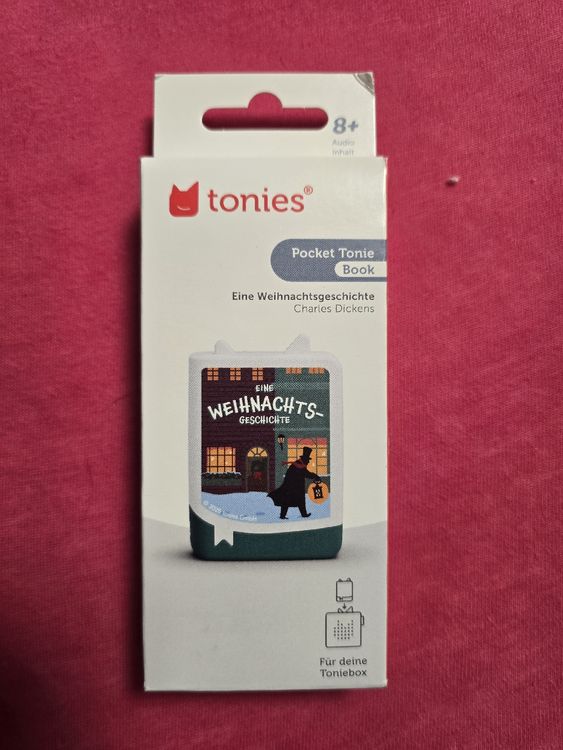 8+
Audio
Inhalt
tonies®
Pocket Tonie
Book
Eine Weihnachtsgeschichte
Charles Dickens
EINE
WEIHNACHTS-
GESCHICHTE
Für deine
Toniebox